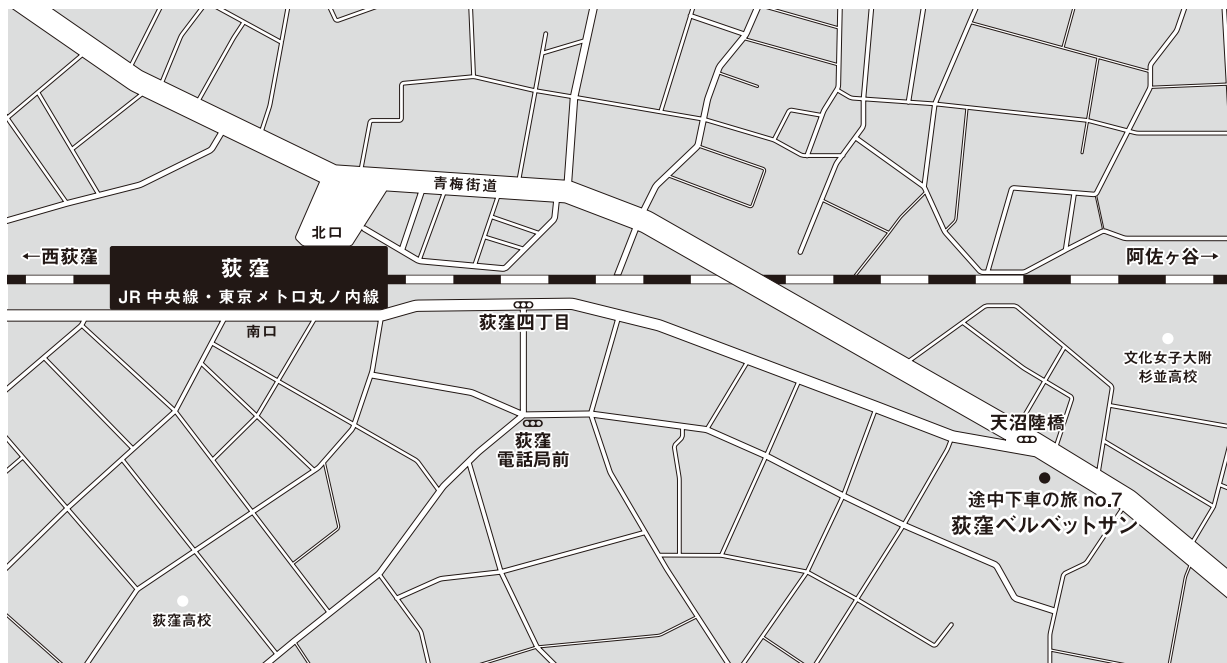 青梅街道
北口
←西荻窪
荻窪
JR 中央線・東京メトロ丸ノ内線
阿佐ヶ谷→
南口
荻窪四丁目
文化女子大附
杉並高校
天沼陸橋
荻窪
電話局前
途中下車の旅 no.7
荻窪ベルベットサン
荻窪高校